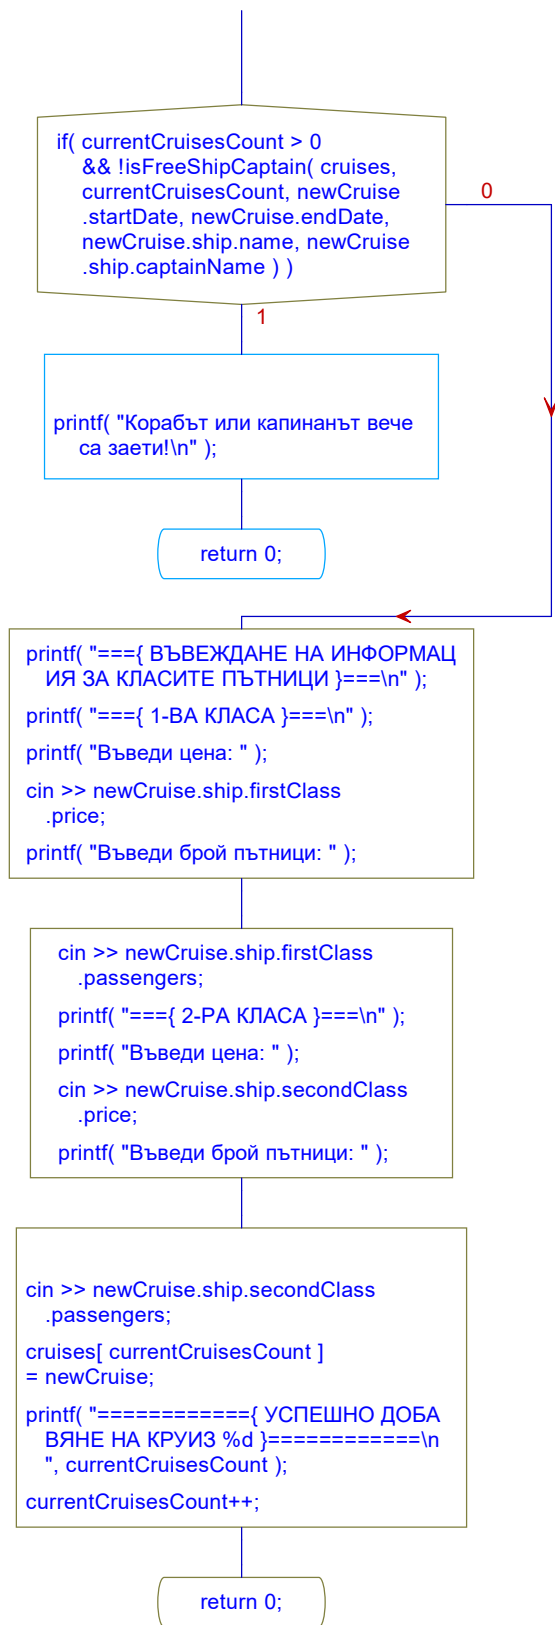 if( currentCruisesCount > 0
&& !isFreeShipCaptain( cruises,
currentCruisesCount, newCruise
.startDate, newCruise.endDate,
newCruise.ship.name, newCruise
.ship.captainName ) )
0
1
printf( "Корабът или капинанът вече
са заети!\n" );
return 0;
printf( "==={ ВЪВЕЖДАНЕ НА ИНФОРМАЦ
ИЯ ЗА КЛАСИТЕ ПЪТНИЦИ }===\n" );
printf( "==={ 1-ВА КЛАСА }===\n" );
printf( "Въведи цена: " );
cin >> newCruise.ship.firstClass
.price;
printf( "Въведи брой пътници: " );
cin >> newCruise.ship.firstClass
.passengers;
printf( "==={ 2-РА КЛАСА }===\n" );
printf( "Въведи цена: " );
cin >> newCruise.ship.secondClass
.price;
printf( "Въведи брой пътници: " );
cin >> newCruise.ship.secondClass
.passengers;
cruises[ currentCruisesCount ]
= newCruise;
printf( "============{ УСПЕШНО ДОБА
ВЯНЕ НА КРУИЗ %d }============\n
", currentCruisesCount );
currentCruisesCount++;
return 0;